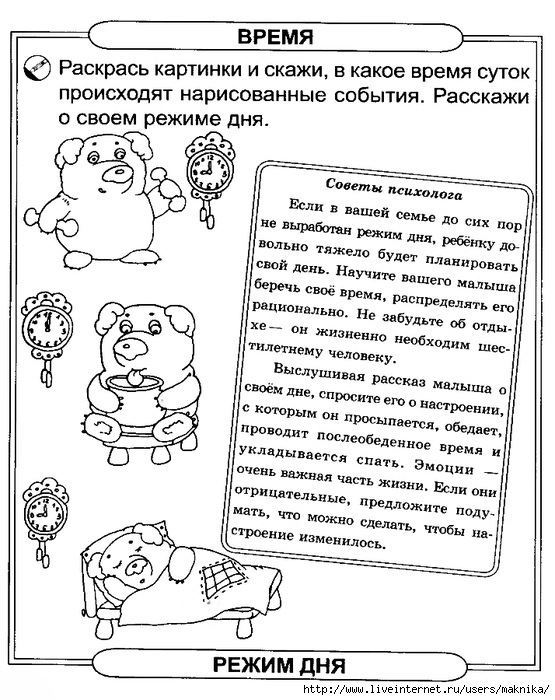 ВРЕМЯ
Раскрась картинки и скажи, в какое время суток
происходят нарисованные события. Расскажи
о своем режиме дня.
Советы психолога
Если в вашей семье до сих пор
не выработан режим дня, ребёнку до-
вольно тяжело будет планировать
свой день. Научите вашего малыша
беречь своё время, распределять его
рационально. Не забудьте об отды-
хе— он жизненно необходим шес-
тилетнему человеку.
Выслушивая рассказ малыша о
своём дне, спросите его о настроении,
с которым он просыпается, обедает,
проводит послеобеденное время и
укладывается спать. Эмоции —
очень важная часть жизни. Если они
отрицательные, предложите поду-
мать, что можно сделать, чтобы на-
строение изменилось.
РЕЖИМ ДНЯ
http://www.liveinternet.ru/users/maknika/